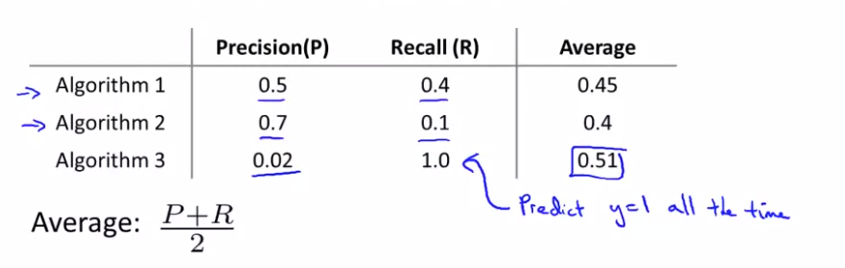 Precision(P) Recall (R) Average
→ Algorithm 1 0.5 0.4 0.45
→ Algorithm 2 0.7 0.1 0.4
Algorithm 3 0.02 1.0 0.51
Predict y=1 all the time
Average: P+R
2